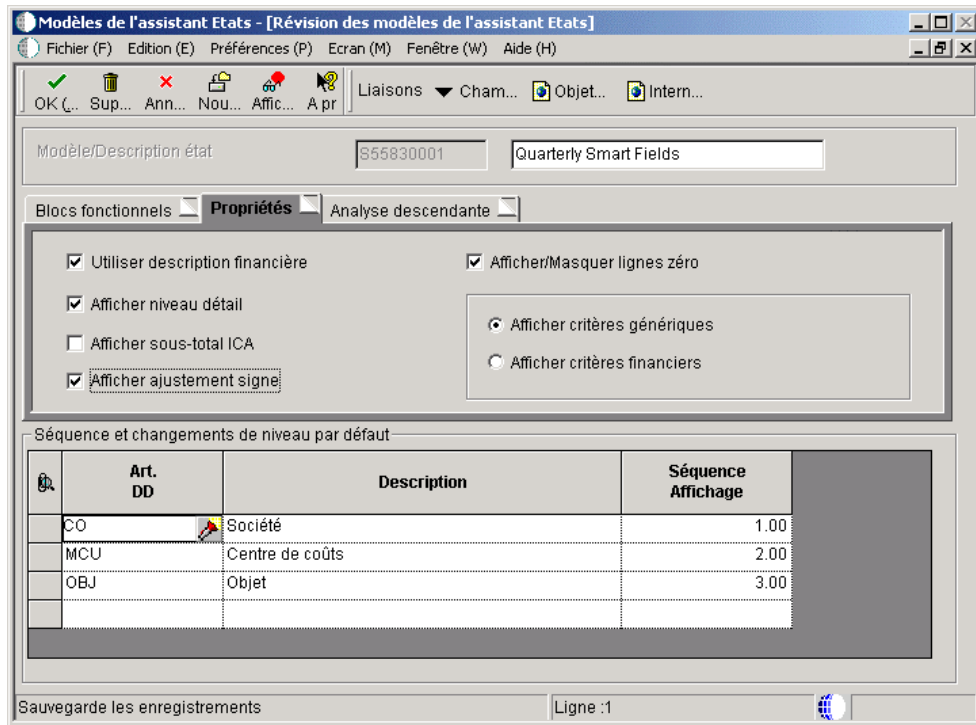 Modèles de l'assistant Etats - [Révision des modèles de l'assistant Etats]
Fichier (F) Edition (E) Préférences (P) Ecran (M) Fenêtre (W) Aide (H)
OK (... Sup... Ann... Nou... Affic... A pr Liaisons Cham... Objet... Intern...
Modèle/Description état S55830001 Quarterly Smart Fields
Blocs fonctionnels Propriétés Analyse descendante
Utiliser description financière
Afficher/Masquer lignes zéro
Afficher niveau détail
Afficher critères génériques
Afficher sous-total ICA
Afficher critères financiers
Afficher ajustement signe
Séquence et changements de niveau par défaut
Art. DD Description Séquence Affichage
CO Société 1.00
MCU Centre de coûts 2.00
OBJ Objet 3.00
Sauvegarde les enregistrements Ligne :1